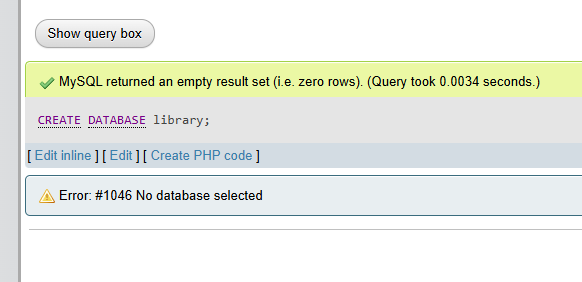 Show query box
MySQL returned an empty result set (i.e. zero rows). (Query took 0.0034 seconds.)
CREATE DATABASE library;
[ Edit inline ] [ Edit ] [ Create PHP code ]
Error: #1046 No database selected